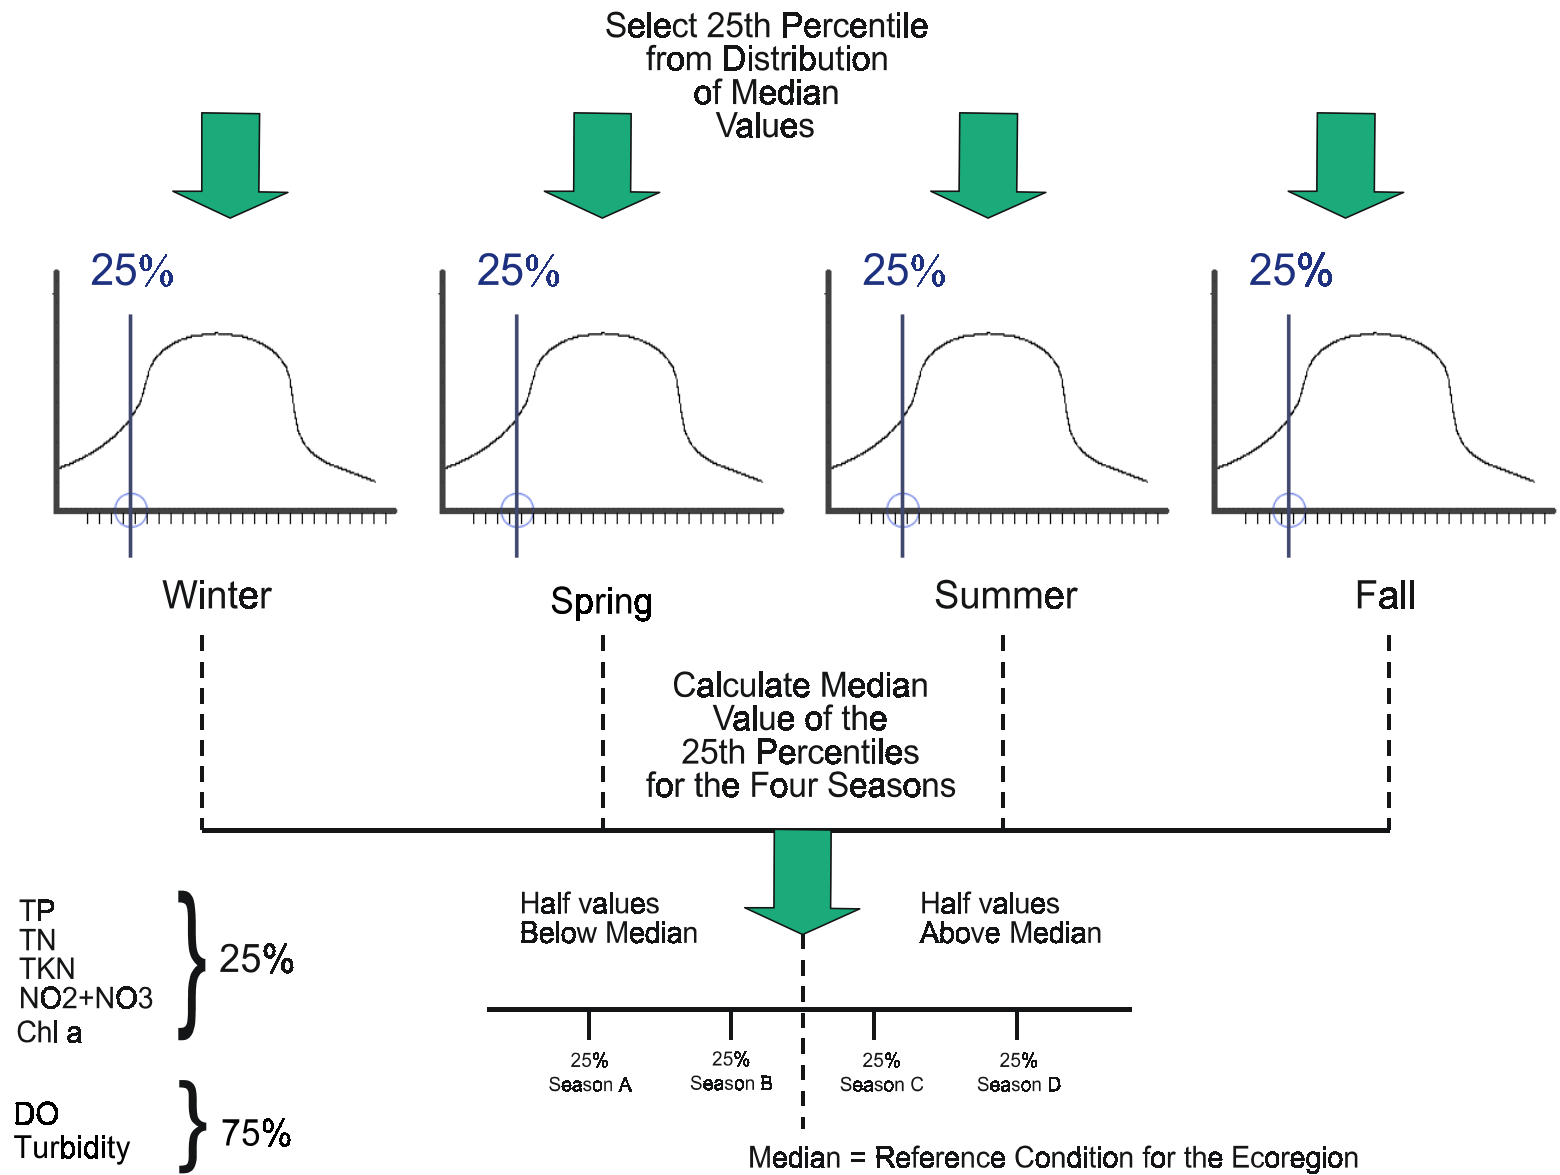 Select 25th Percentile
from Distribution
of Median
Values
25%
25%
25%
25%
Winter
Spring
Summer
Fall
Calculate Median
Value of the
25th Percentiles
for the Four Seasons
Half values
Below Median
Half values
Above Median
TP
TN
TKN
NO2+NO3
Chl a
25%
25%
Season A
25%
Season B
25%
Season C
25%
Season D
DO
Turbidity
75%
Median = Reference Condition for the Ecoregion